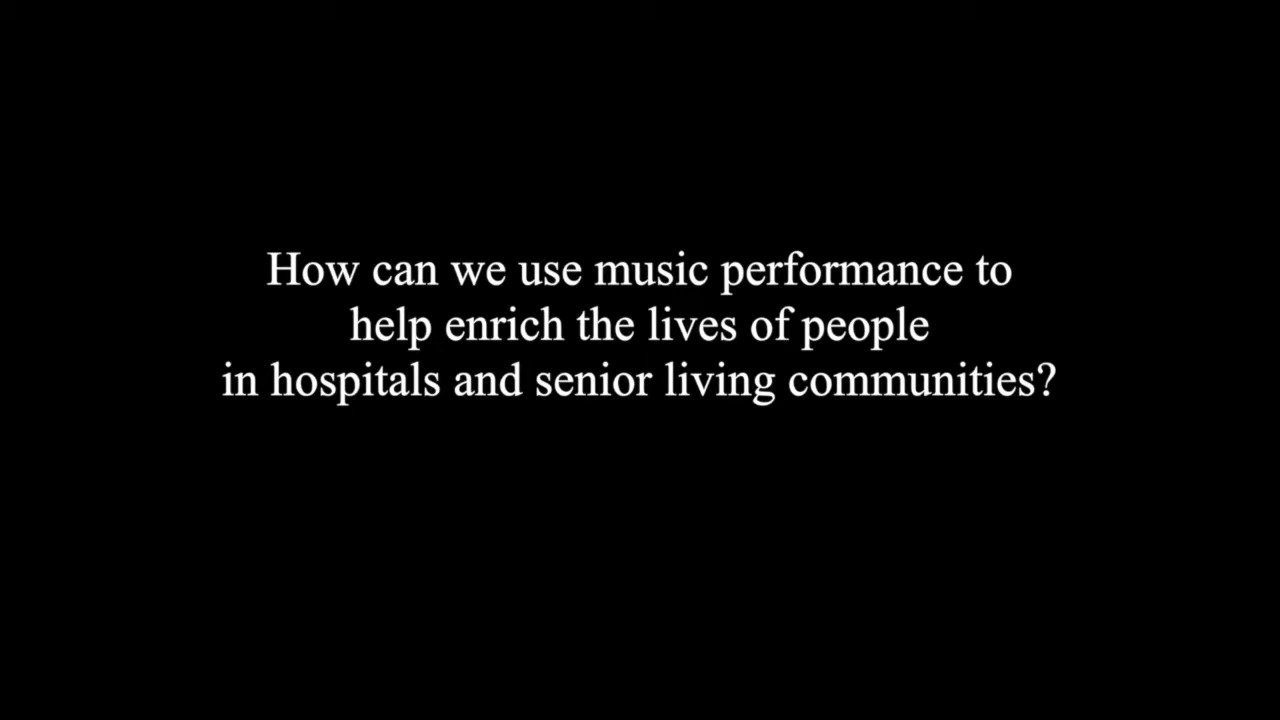 How can we use music performance to
help enrich the lives of people
in hospitals and senior living communities?